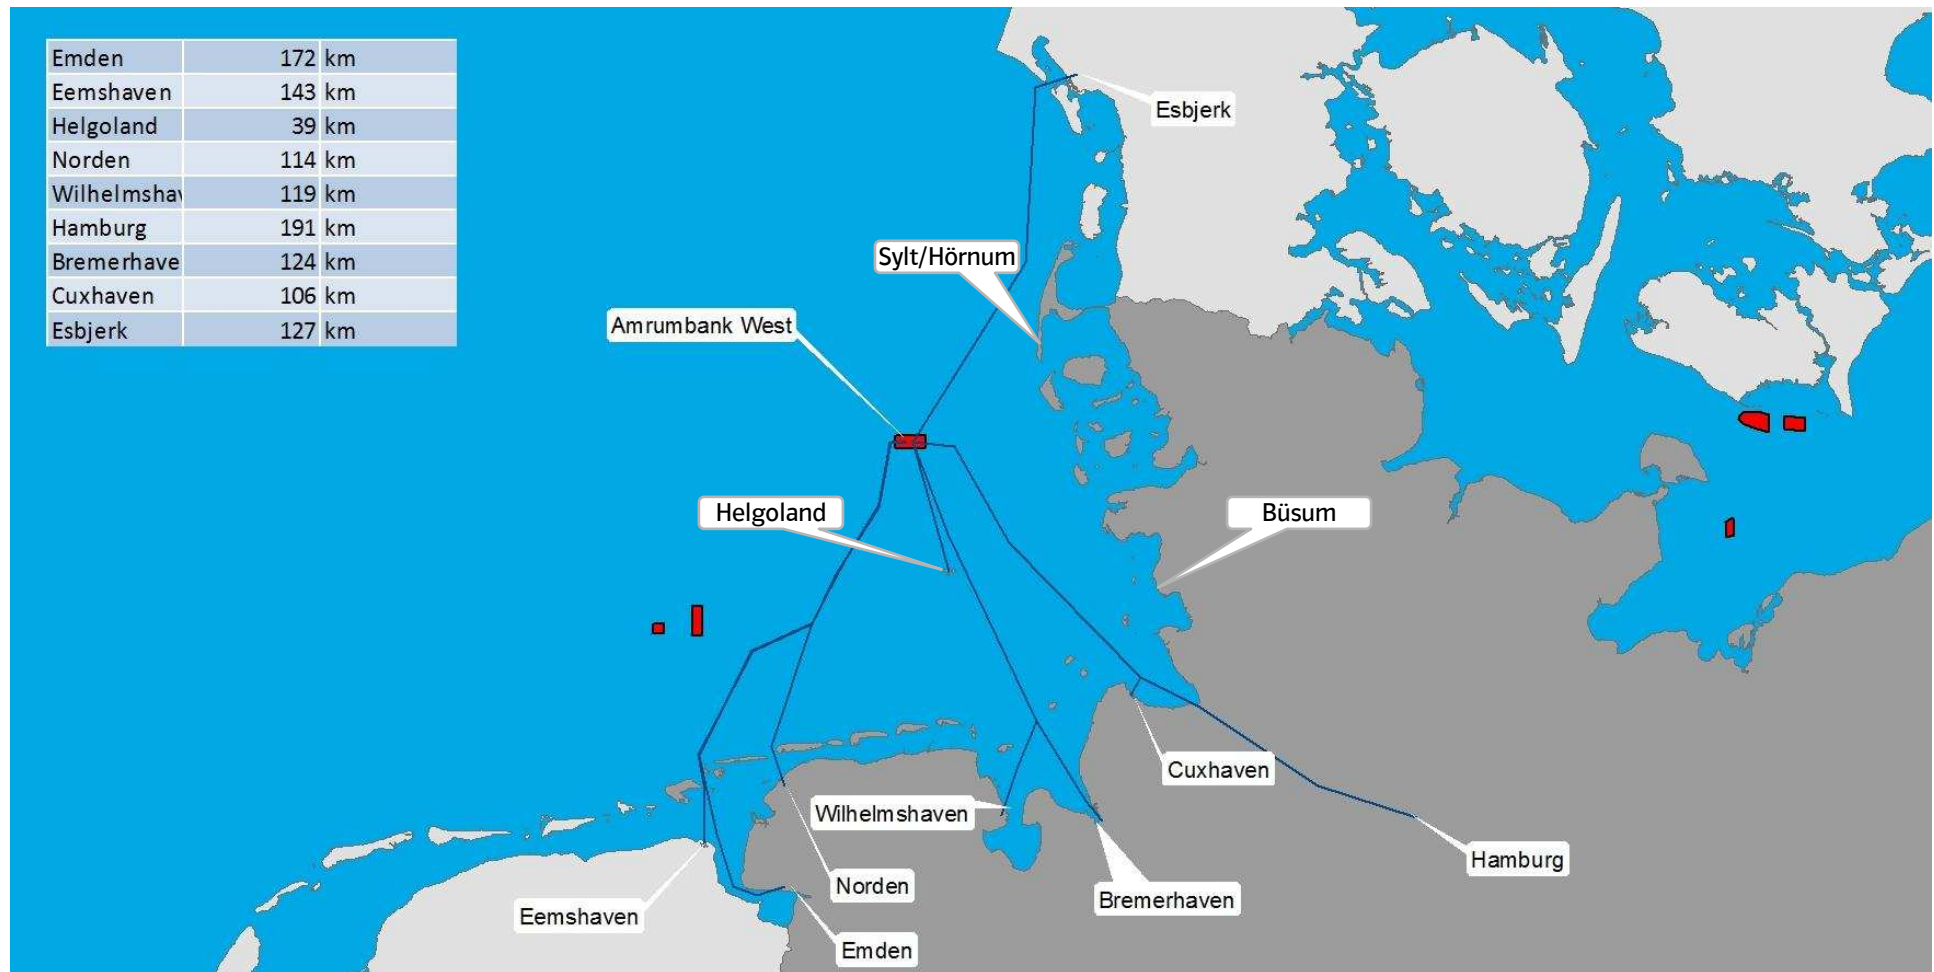 Emden 172 km
Eemshaven 143 km
Helgoland 39 km
Norden 114 km
Wilhelmshav 119 km
Hamburg 191 km
Bremerhave 124 km
Cuxhaven 106 km
Esbjerk 127 km
Esbjerk
Sylt/Hörnum
Amrumbank West
Helgoland
Büsum
Cuxhaven
Wilhelmshaven
Hamburg
Norden
Bremerhaven
Eemshaven
Emden